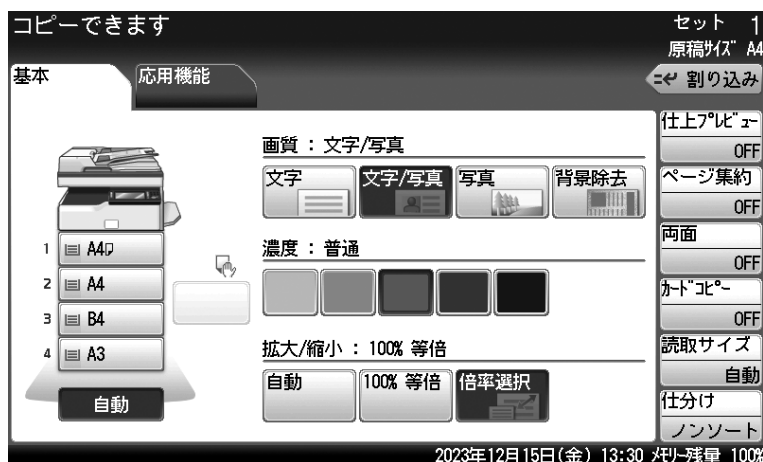 コピーできます
セット 1
原稿ｻｲｽﾞ A4
基本
応用機能
割り込み
画質 : 文字/写真
文字
文字/写真
写真
背景除去
濃度 : 普通
拡大/縮小 : 100% 等倍
自動
100% 等倍
倍率選択
1 A4
2 A4
3 B4
4 A3
自動
仕上ﾌﾟﾚﾋﾞｭｰ
OFF
ページ集約
OFF
両面
OFF
ｶｰﾄﾞｺﾋﾟｰ
OFF
読取サイズ
自動
仕分け
ノンソート
2023年12月15日(金) 13:30 ﾒﾓﾘｰ残量 100%